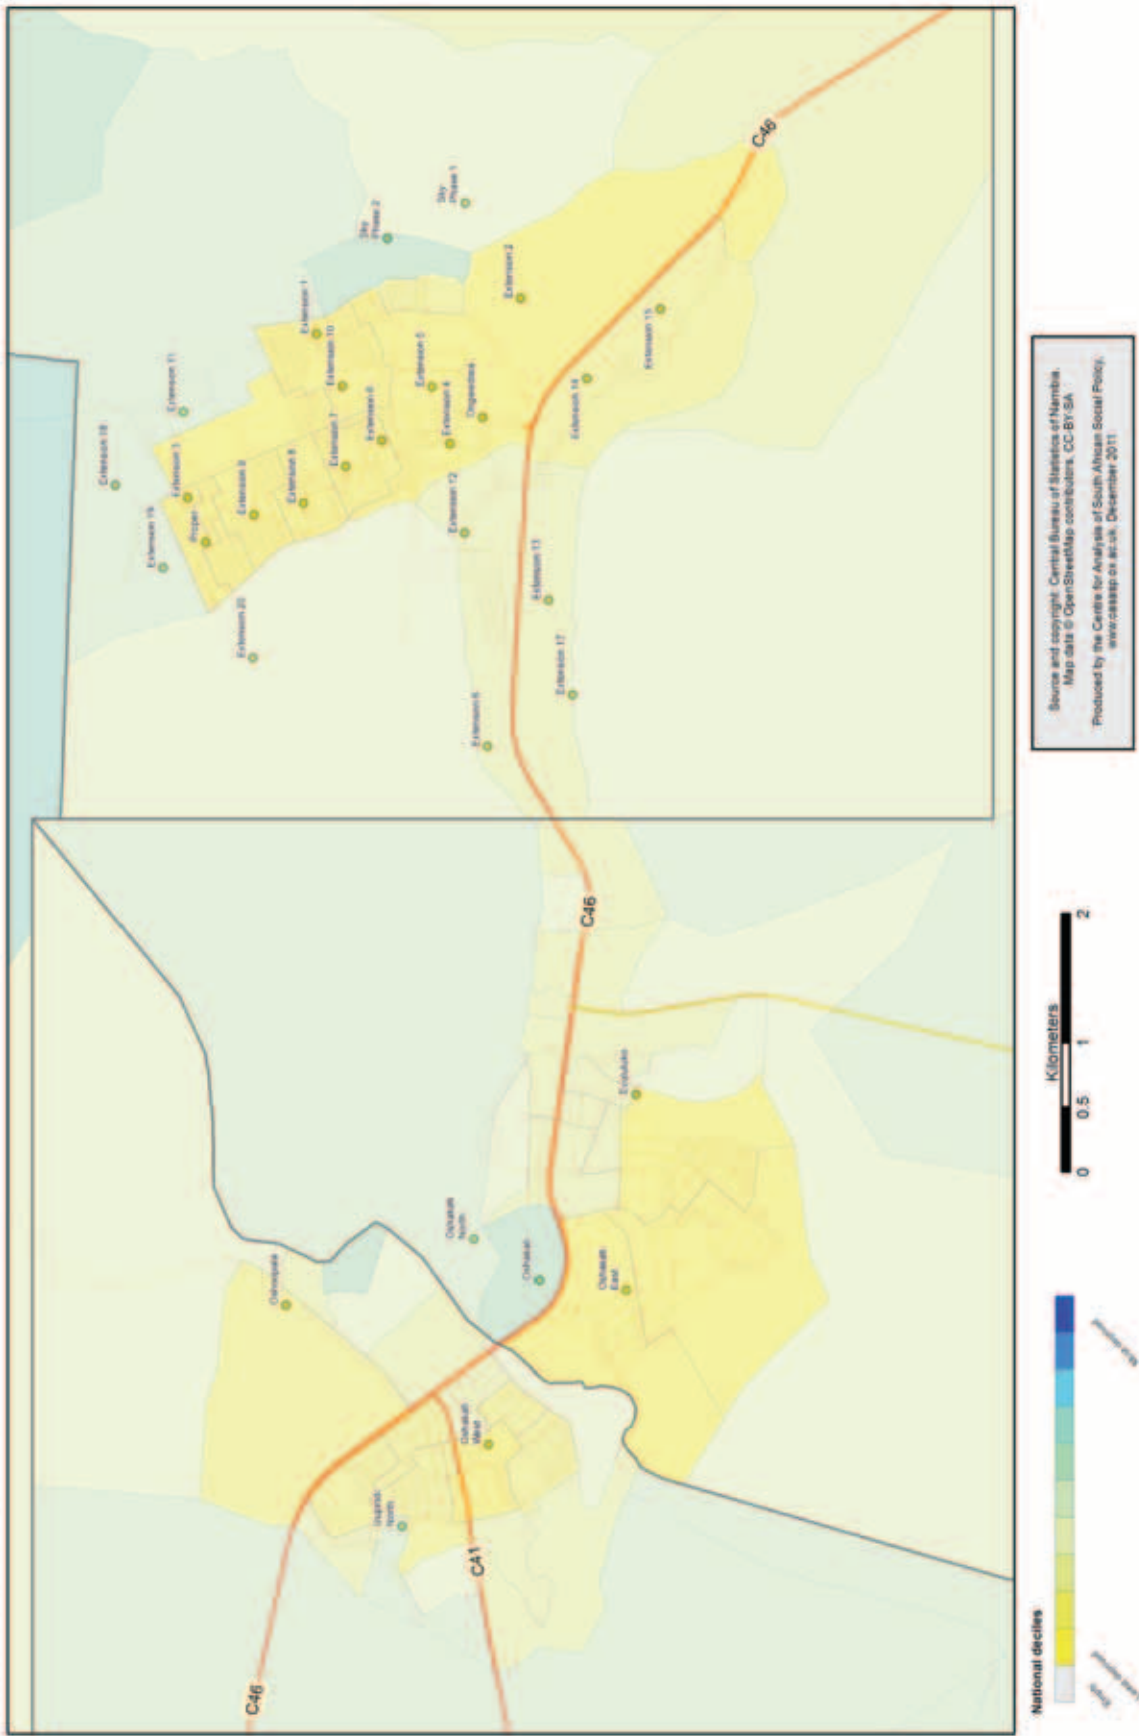 C46
C41
C46
C46
Uupindi
North
Oshakati
West
Oshoopala
Oshakati
North
Oshakati
Oshakati
East
Evululuko
Extension 6
Extension 17
Extension 13
Extension 12
Extension 20
Extension 19
Extension 18
Extension 11
Extension 3
Proper
Extension 9
Extension 8
Extension 7
Extension 10
Extension 1
Extension 5
Extension 4
Ongwediva
Extension 2
Extension 14
Extension 15
Sky
Phase 2
Sky
Phase 1
National deciles
Empty
Kilometers
0
0.5
1
2
Source and copyright: Central Bureau of Statistics of Namibia.
Map data © OpenStreetMap contributors, CC-BY-SA
Produced by the Centre for Analysis of South African Social Policy.
www.casasp.ox.ac.uk. December 2011